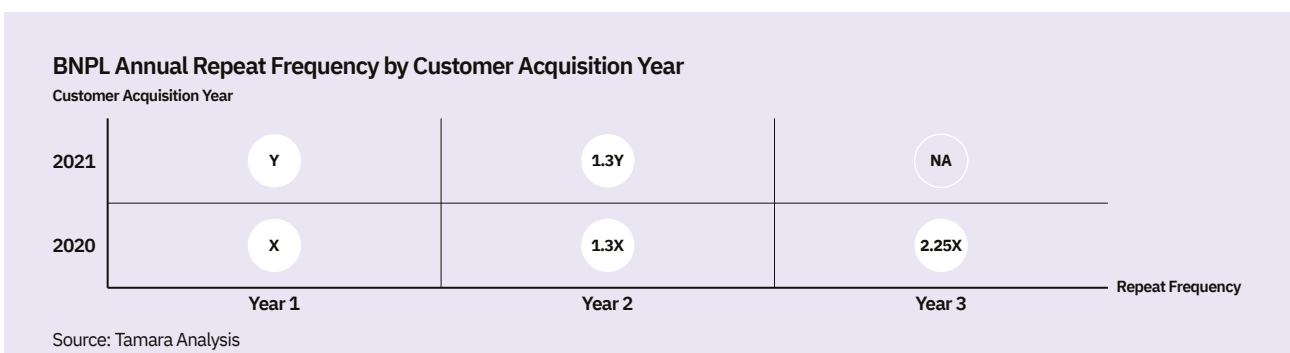 BNPL Annual Repeat Frequency by Customer Acquisition Year
Customer Acquisition Year
2021 Y 1.3Y NA
2020 X 1.3X 2.25X
Year 1 Year 2 Year 3 Repeat Frequency
Source: Tamara Analysis